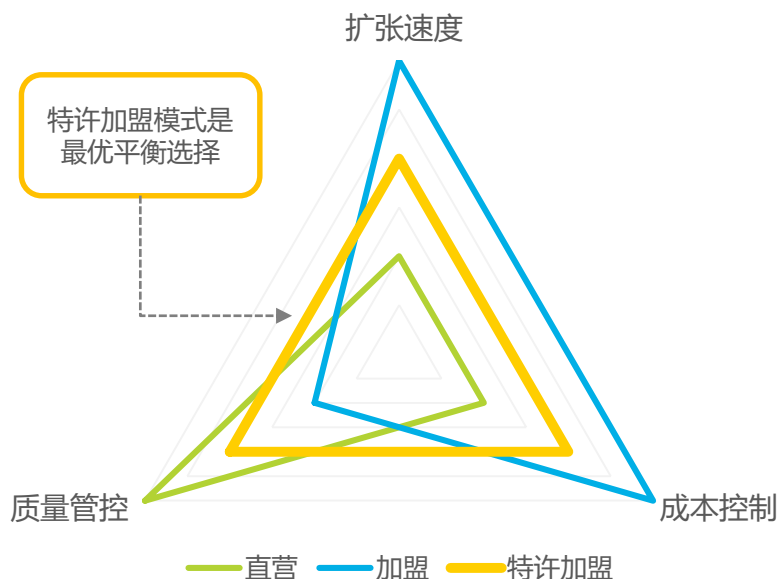 扩张速度
特许加盟模式是
最优平衡选择
质量管控
成本控制
直营
加盟
特许加盟